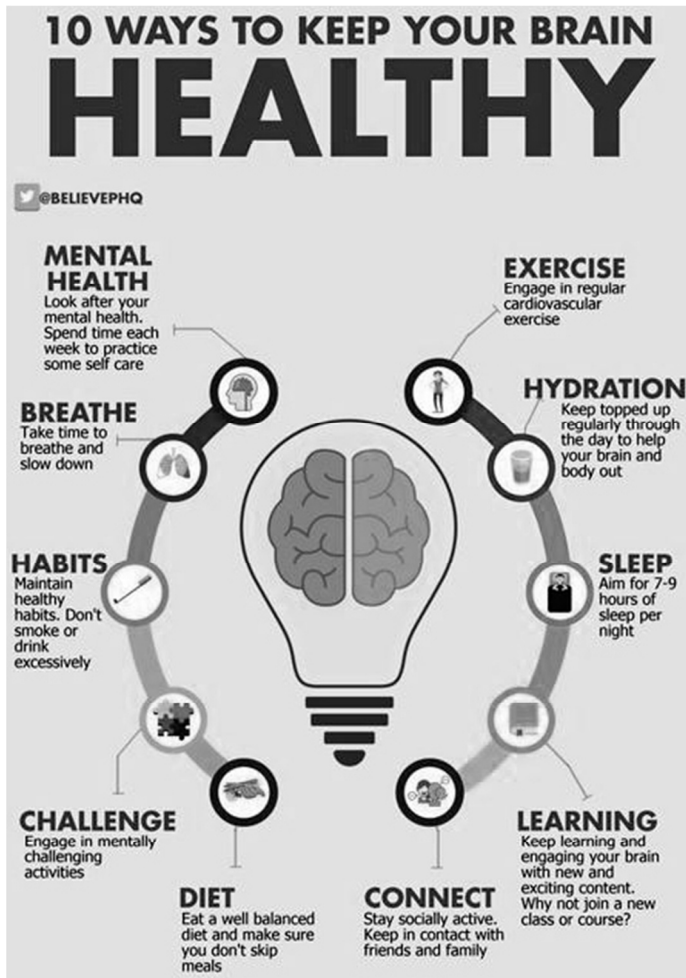 10 WAYS TO KEEP YOUR BRAIN
HEALTHY
@BELIEVEPHQ
MENTAL
HEALTH
Look after your
mental health.
Spend time each
week to practice
some self care
BREATHE
Take time to
breathe and
slow down
HABITS
Maintain
healthy
habits. Don't
smoke or
drink
excessively
CHALLENGE
Engage in mentally
challenging
activities
DIET
Eat a well balanced
diet and make sure
you don't skip
meals
EXERCISE
Engage in regular
cardiovascular
exercise
HYDRATION
Keep topped up
regularly through
the day to help
your brain and
body out
SLEEP
Aim for 7-9
hours of
sleep per
night
LEARNING
Keep learning and
engaging your brain
with new and
exciting content.
Why not join a new
class or course?
CONNECT
Stay socially active.
Keep in contact with
friends and family